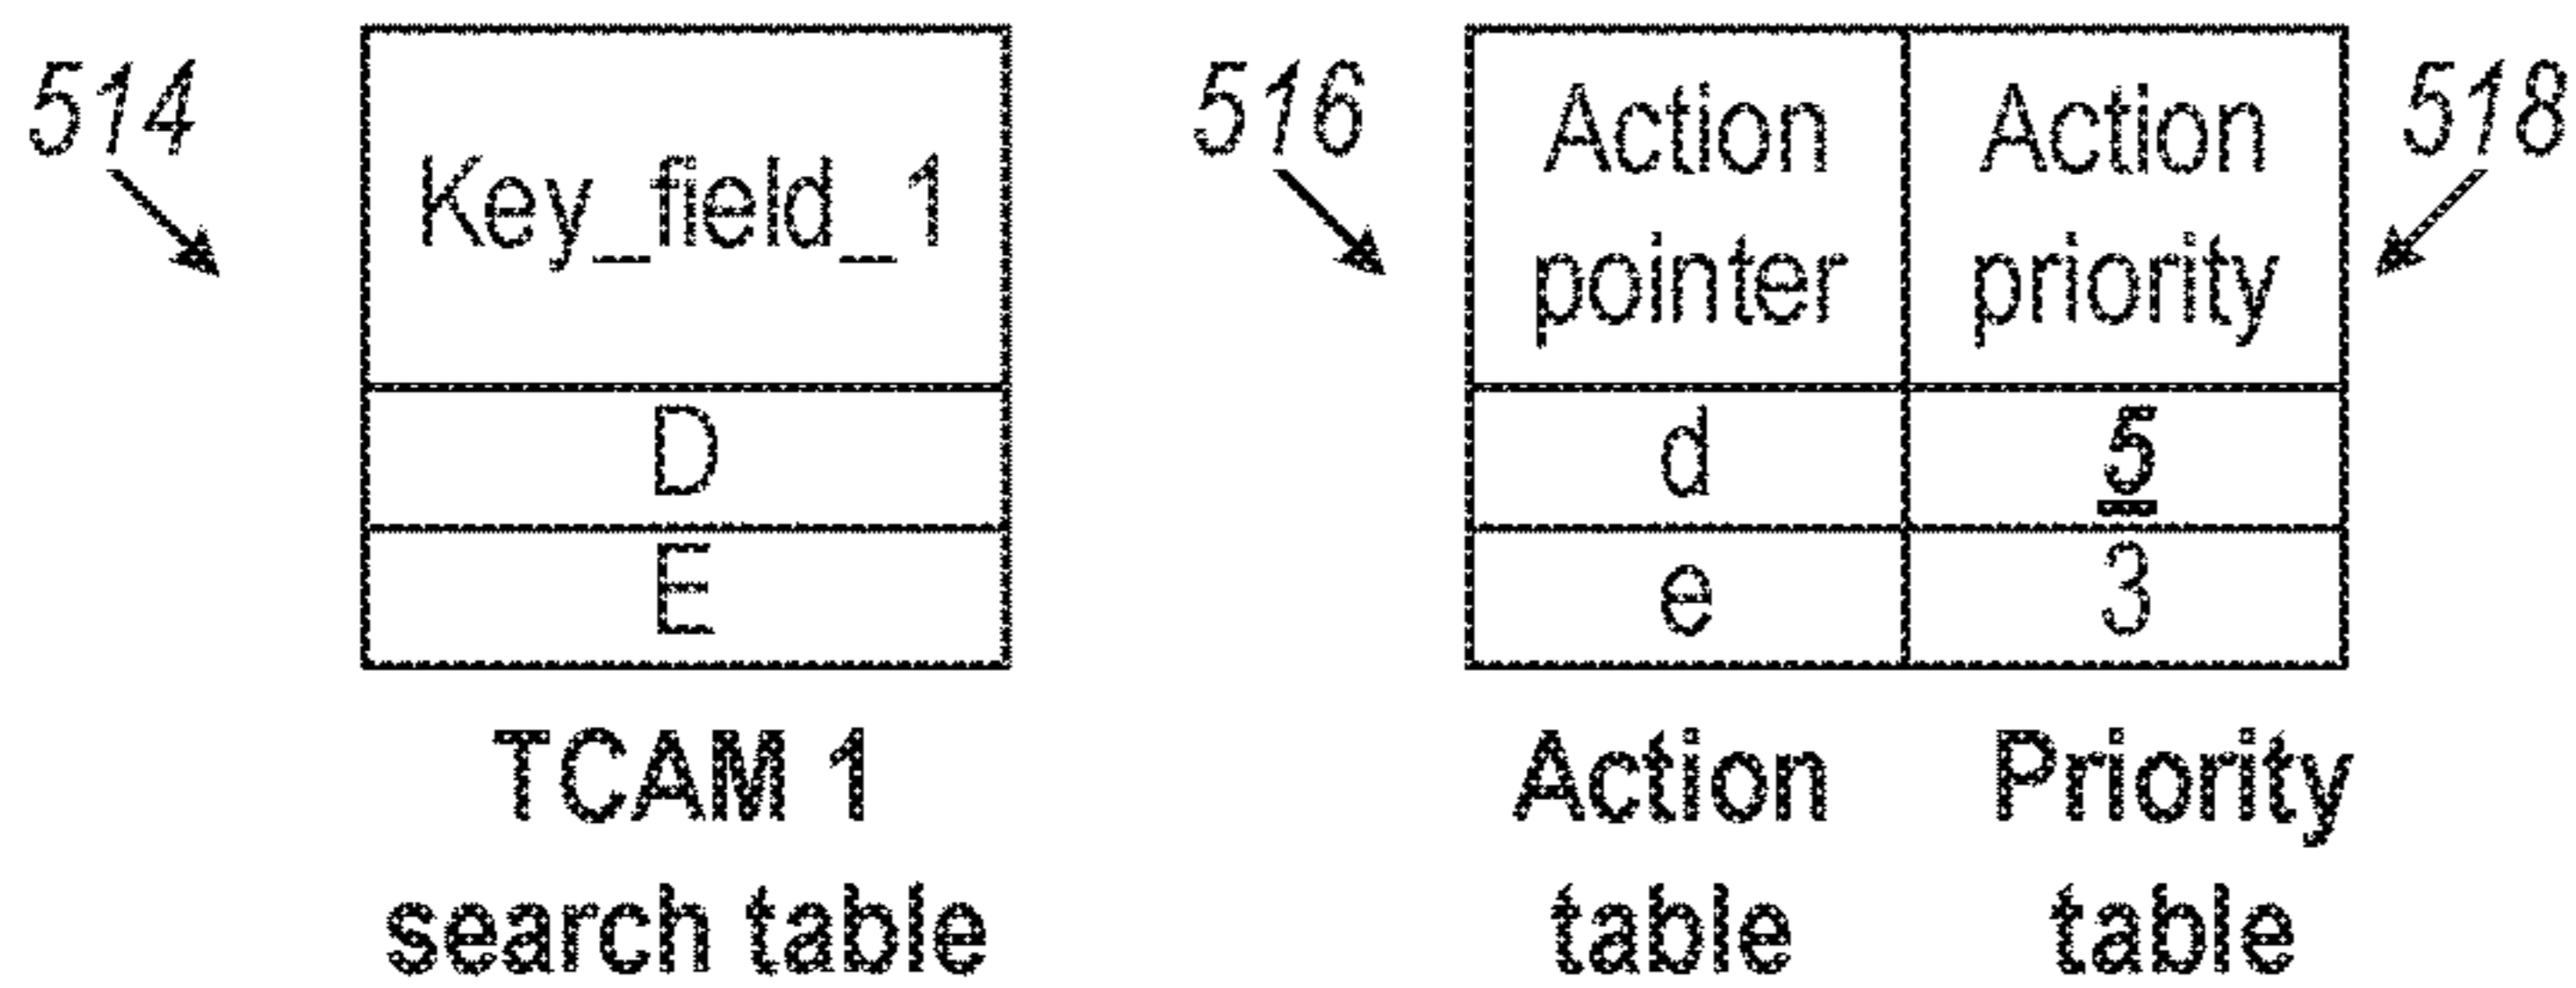 514
Key_field_1
D
E
TCAM 1
search table
516
Action pointer
Action priority
518
d 5
e 3
Action table
Priority table